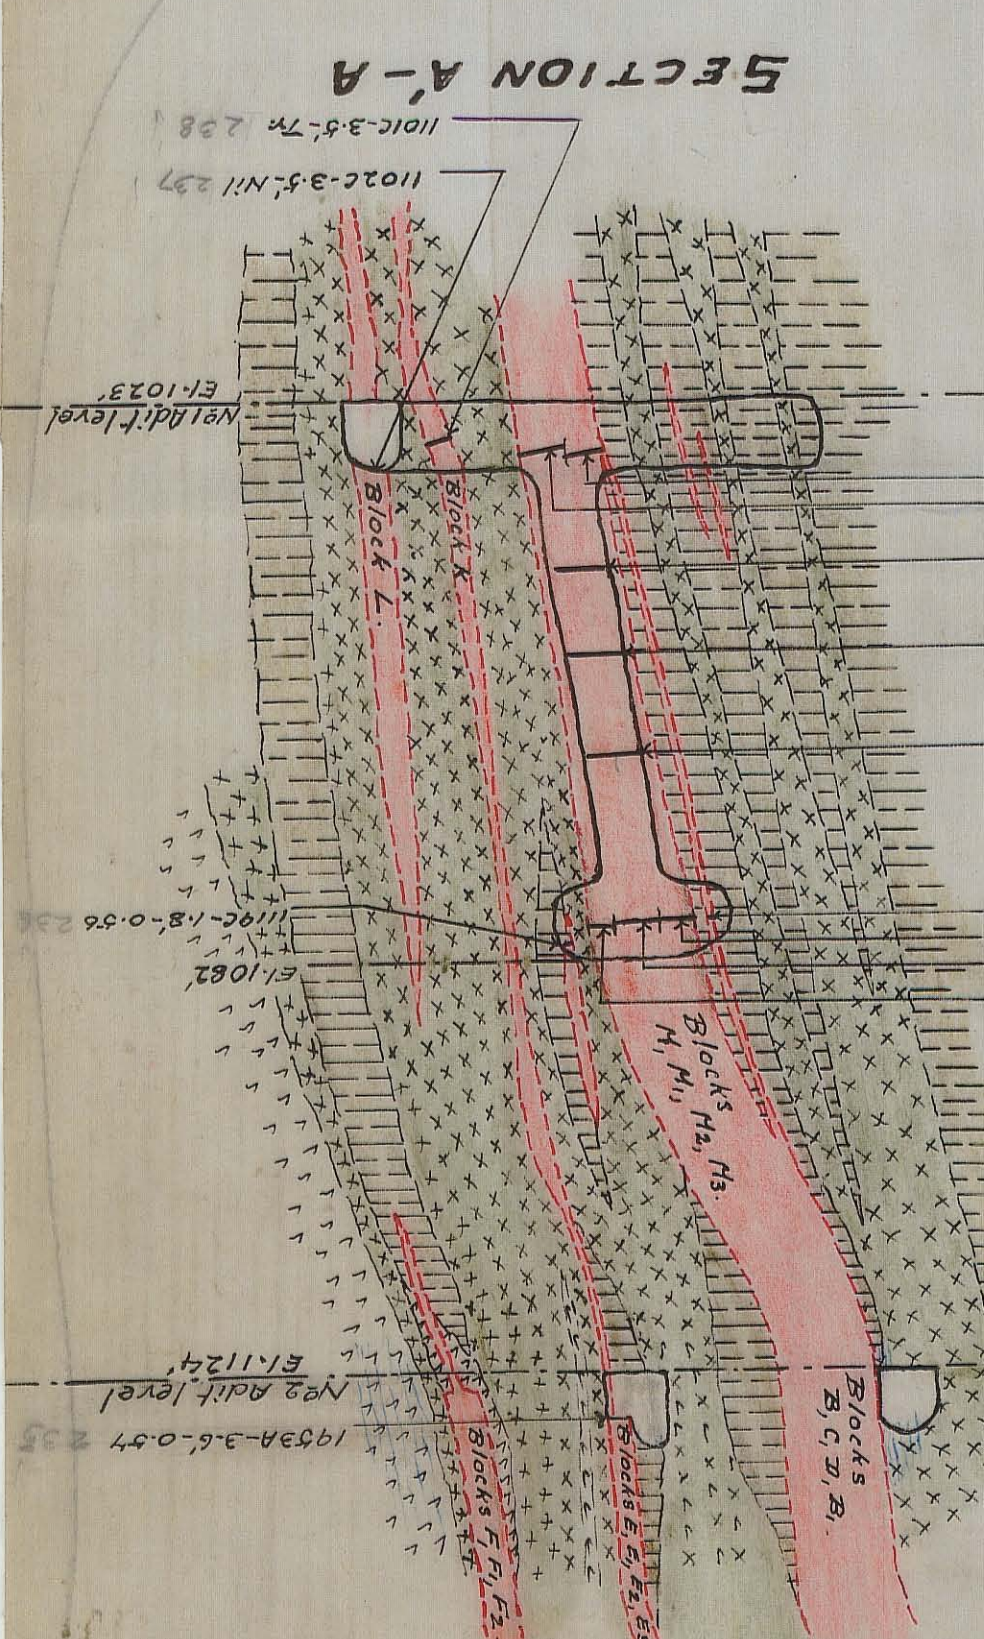 SECTION A'-A
1101C-3.5'-Tr 238
1102C-3.5'-Nil 237
Nº1 Adit level
El. 1023'
Block L.
Block K
1119C-1.8'-0.56
El. 1082'
Blocks
M, M1, M2, M3.
Nº2 Adit level
El. 1124'
1953A-3.6'-0.57 235
Blocks F, F1, F2
Blocks E, E1, E2, E3
Blocks
B, C, D, B1.